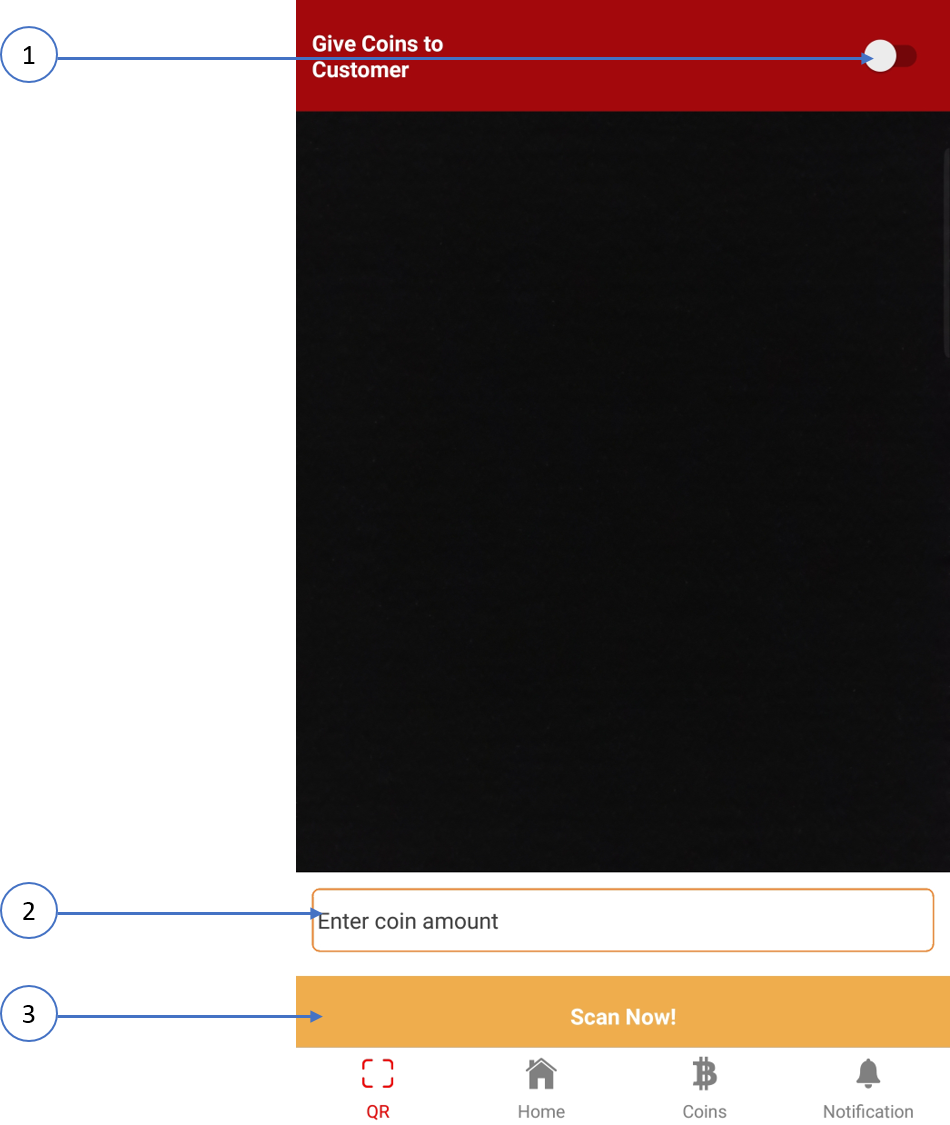 1
Give Coins to
Customer
2
Enter coin amount
3
Scan Now!
QR
Home
Coins
Notification